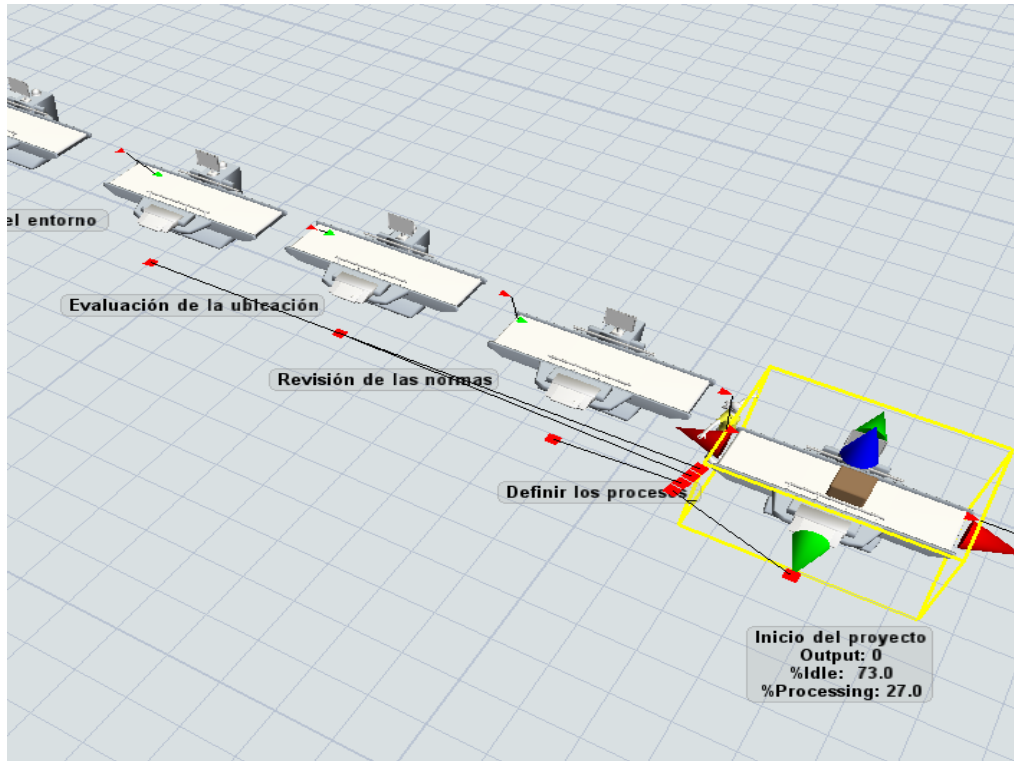 el entorno
Evaluación de la ubicación
Revisión de las normas
Definir los procesos
Inicio del proyecto
Output: 0
%Idle: 73.0
%Processing: 27.0